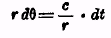 r dθ = c/r · dt